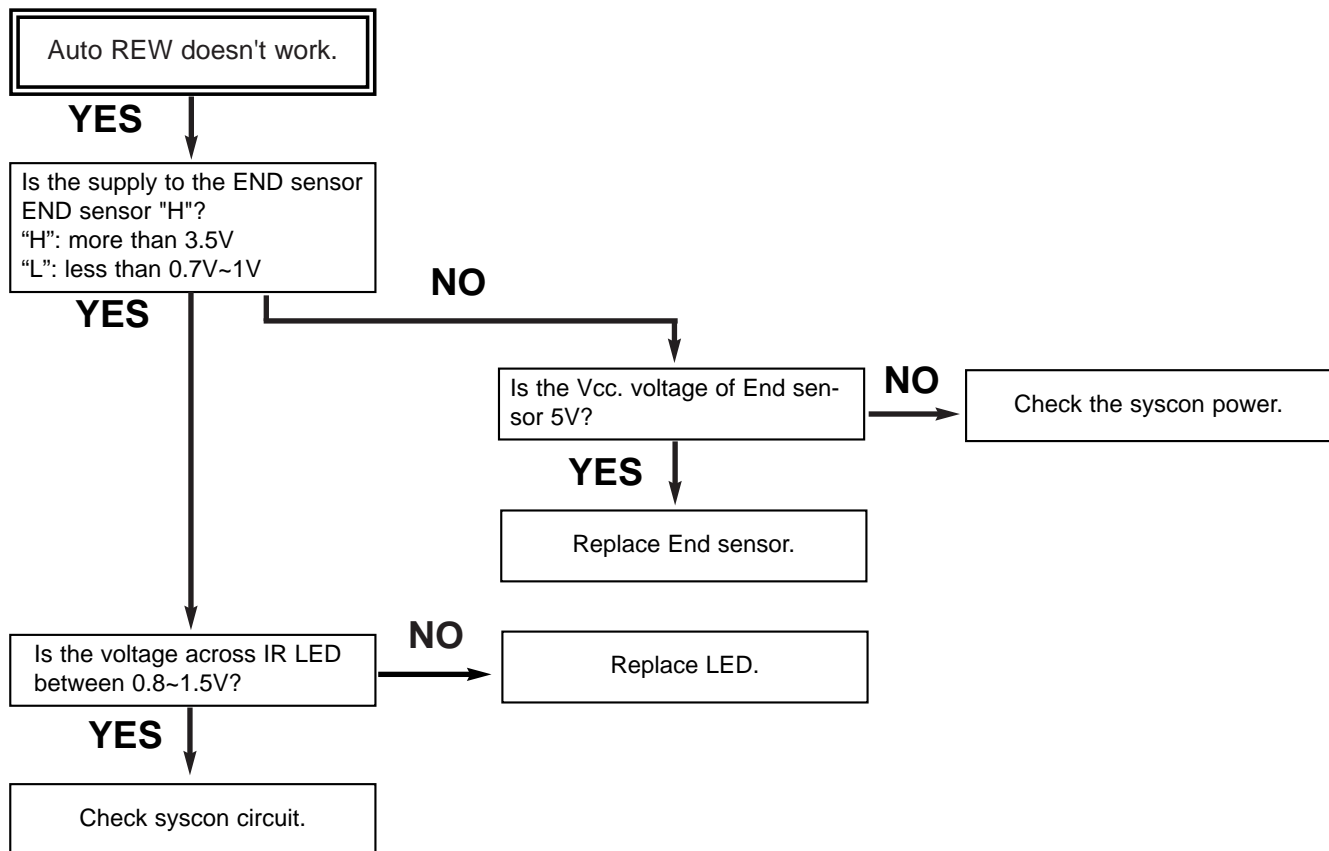 Auto REW doesn't work.
YES
Is the supply to the END sensor
END sensor "H"?
“H”: more than 3.5V
“L”: less than 0.7V~1V
YES
NO
Is the Vcc. voltage of End sen-
sor 5V?
NO
Check the syscon power.
YES
Replace End sensor.
Is the voltage across IR LED
between 0.8~1.5V?
NO
Replace LED.
YES
Check syscon circuit.